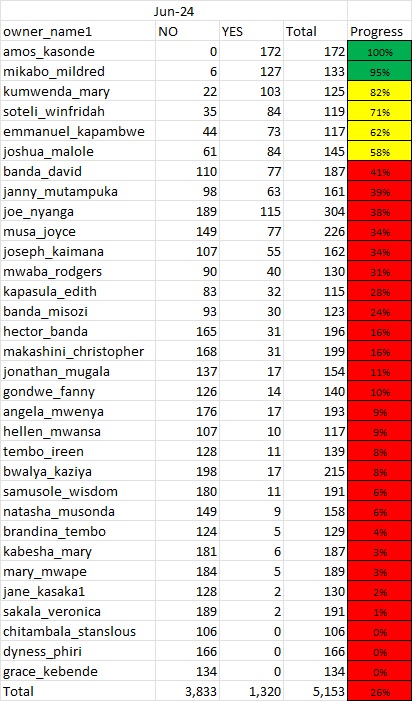 Jun-24
owner_name1 NO YES Total Progress
amos_kasonde 0 172 172 100%
mikabo_mildred 6 127 133 95%
kumwenda_mary 22 103 125 82%
soteli_winfridah 35 84 119 71%
emmanuel_kapambwe 44 73 117 62%
joshua_malole 61 84 145 58%
banda_david 110 77 187 41%
janny_mutampuka 98 63 161 39%
joe_nyanga 189 115 304 38%
musa_joyce 149 77 226 34%
joseph_kaimana 107 55 162 34%
mwaba_rodgers 90 40 130 31%
kapasula_edith 83 32 115 28%
banda_misozi 93 30 123 24%
hector_banda 165 31 196 16%
makashini_christopher 168 31 199 16%
jonathan_mugala 137 17 154 11%
gondwe_fanny 126 14 140 10%
angela_mwenya 176 17 193 9%
hellen_mwansa 107 10 117 9%
tembo_ireen 128 11 139 8%
bwalya_kaziya 198 17 215 8%
samusole_wisdom 180 11 191 6%
natasha_musonda 149 9 158 6%
brandina_tembo 124 5 129 4%
kabesha_mary 181 6 187 3%
mary_mwape 184 5 189 3%
jane_kasaka1 128 2 130 2%
sakala_veronica 189 2 191 1%
chitambala_stanslous 106 0 106 0%
dyness_phiri 166 0 166 0%
grace_kebende 134 0 134 0%
Total 3,833 1,320 5,153 26%